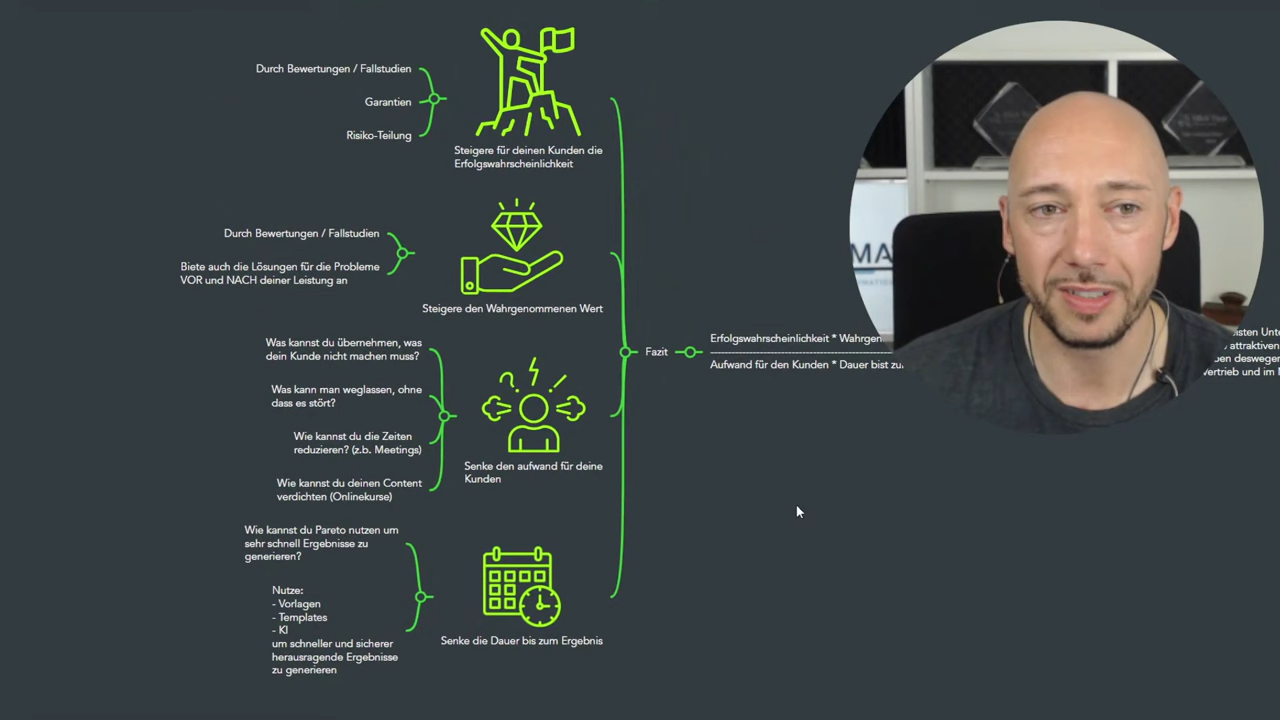 Durch Bewertungen / Fallstudien
Garantien
Risiko-Teilung
Steigere für deinen Kunden die
Erfolgswahrscheinlichkeit
Durch Bewertungen / Fallstudien
Biete auch die Lösungen für die Probleme
VOR und NACH deiner Leistung an
Steigere den Wahrgenommenen Wert
Was kannst du übernehmen, was
dein Kunde nicht machen muss?
Was kann man weglassen, ohne
dass es stört?
Wie kannst du die Zeiten
reduzieren? (z.b. Meetings)
Wie kannst du deinen Content
verdichten (Onlinekurse)
Senke den aufwand für deine
Kunden
Wie kannst du Pareto nutzen um
sehr schnell Ergebnisse zu
generieren?
Nutze:
- Vorlagen
- Templates
- KI
um schneller und sicherer
herausragende Ergebnisse
zu generieren
Senke die Dauer bis zum Ergebnis
Fazit
Erfolgswahrscheinlichkeit *
Aufwand für den Kunden * Dauer bist
attraktiven
deswegen
vertrieb und im